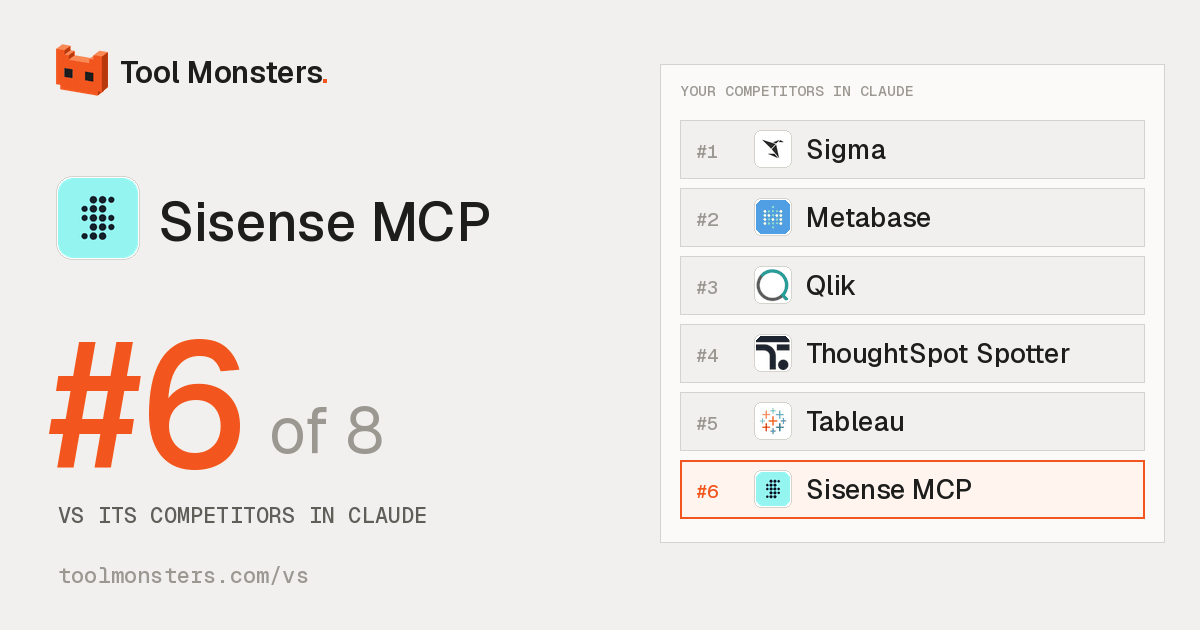 Tool Monsters.
Sisense MCP
#6 of 8
VS ITS COMPETITORS IN CLAUDE
toolmonsters.com/vs
YOUR COMPETITORS IN CLAUDE
#1 Sigma
#2 Metabase
#3 Qlik
#4 ThoughtSpot Spotter
#5 Tableau
#6 Sisense MCP